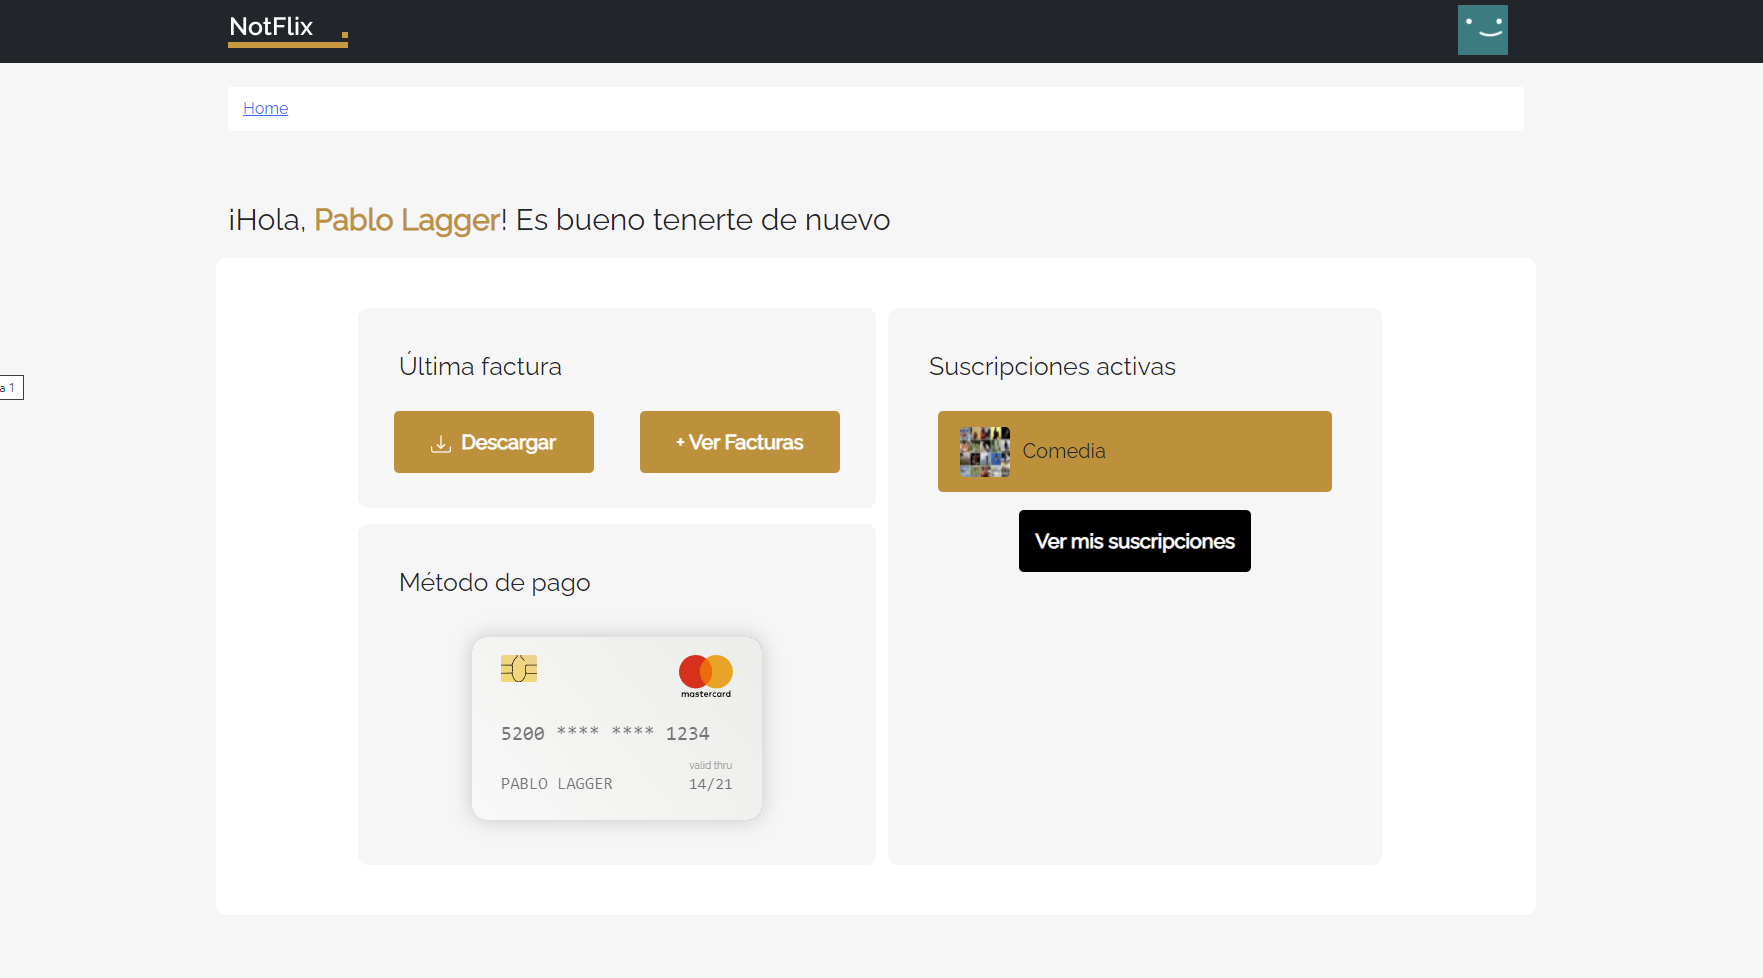 NotFlix
Home
¡Hola, Pablo Lagger! Es bueno tenerte de nuevo
a 1
Última factura
Descargar
+ Ver Facturas
Suscripciones activas
Comedia
Ver mis suscripciones
Método de pago
mastercard
5200 **** **** 1234
valid thru
PABLO LAGGER 14/21